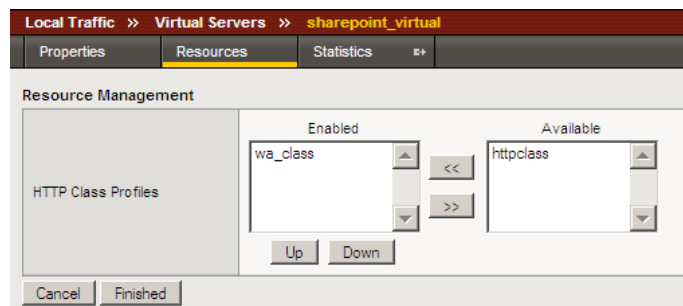 Local Traffic » Virtual Servers » sharepoint_virtual
Properties Resources Statistics
Resource Management
Enabled Available
wa_class << httpclass
HTTP Class Profiles
>>
Up Down
Cancel Finished